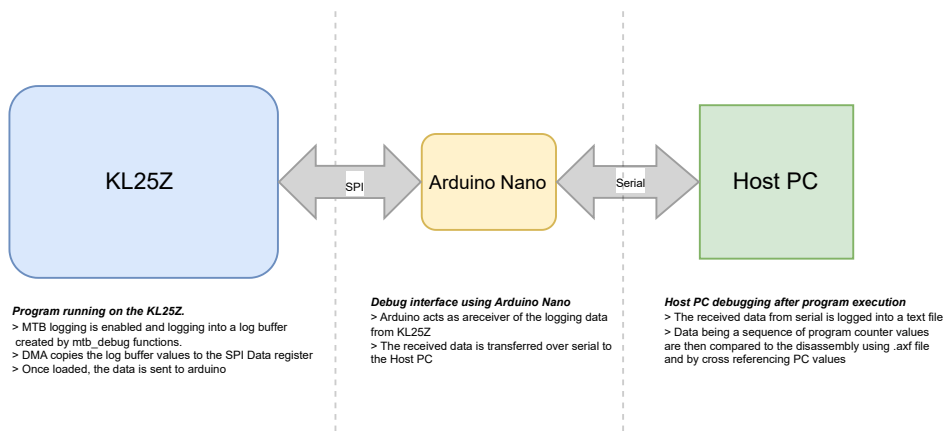 KL25Z
SPI
Arduino Nano
Serial
Host PC
Program running on the KL25Z.
> MTB logging is enabled and logging into a log buffer
created by mtb_debug functions.
> DMA copies the log buffer values to the SPI Data register
> Once loaded, the data is sent to arduino
Debug interface using Arduino Nano
> Arduino acts as areceiver of the logging data
from KL25Z
> The received data is transferred over serial to
the Host PC
Host PC debugging after program execution
> The received data from serial is logged into a text file
> Data being a sequence of program counter values
are then compared to the disassembly using .axf file
and by cross referencing PC values